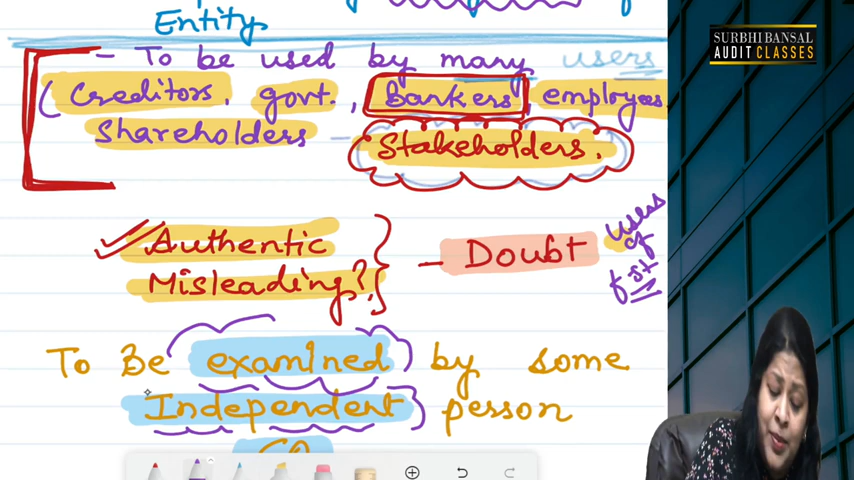 SURBHI BANSAL
AUDIT CLASSES
Entity
- To be used by many users
(Creditors, govt., Bankers, employees
Shareholders - Stakeholders.
Authentic
Misleading?
- Doubt
users
of
f.st
To Be examined by some
Independent person
CA